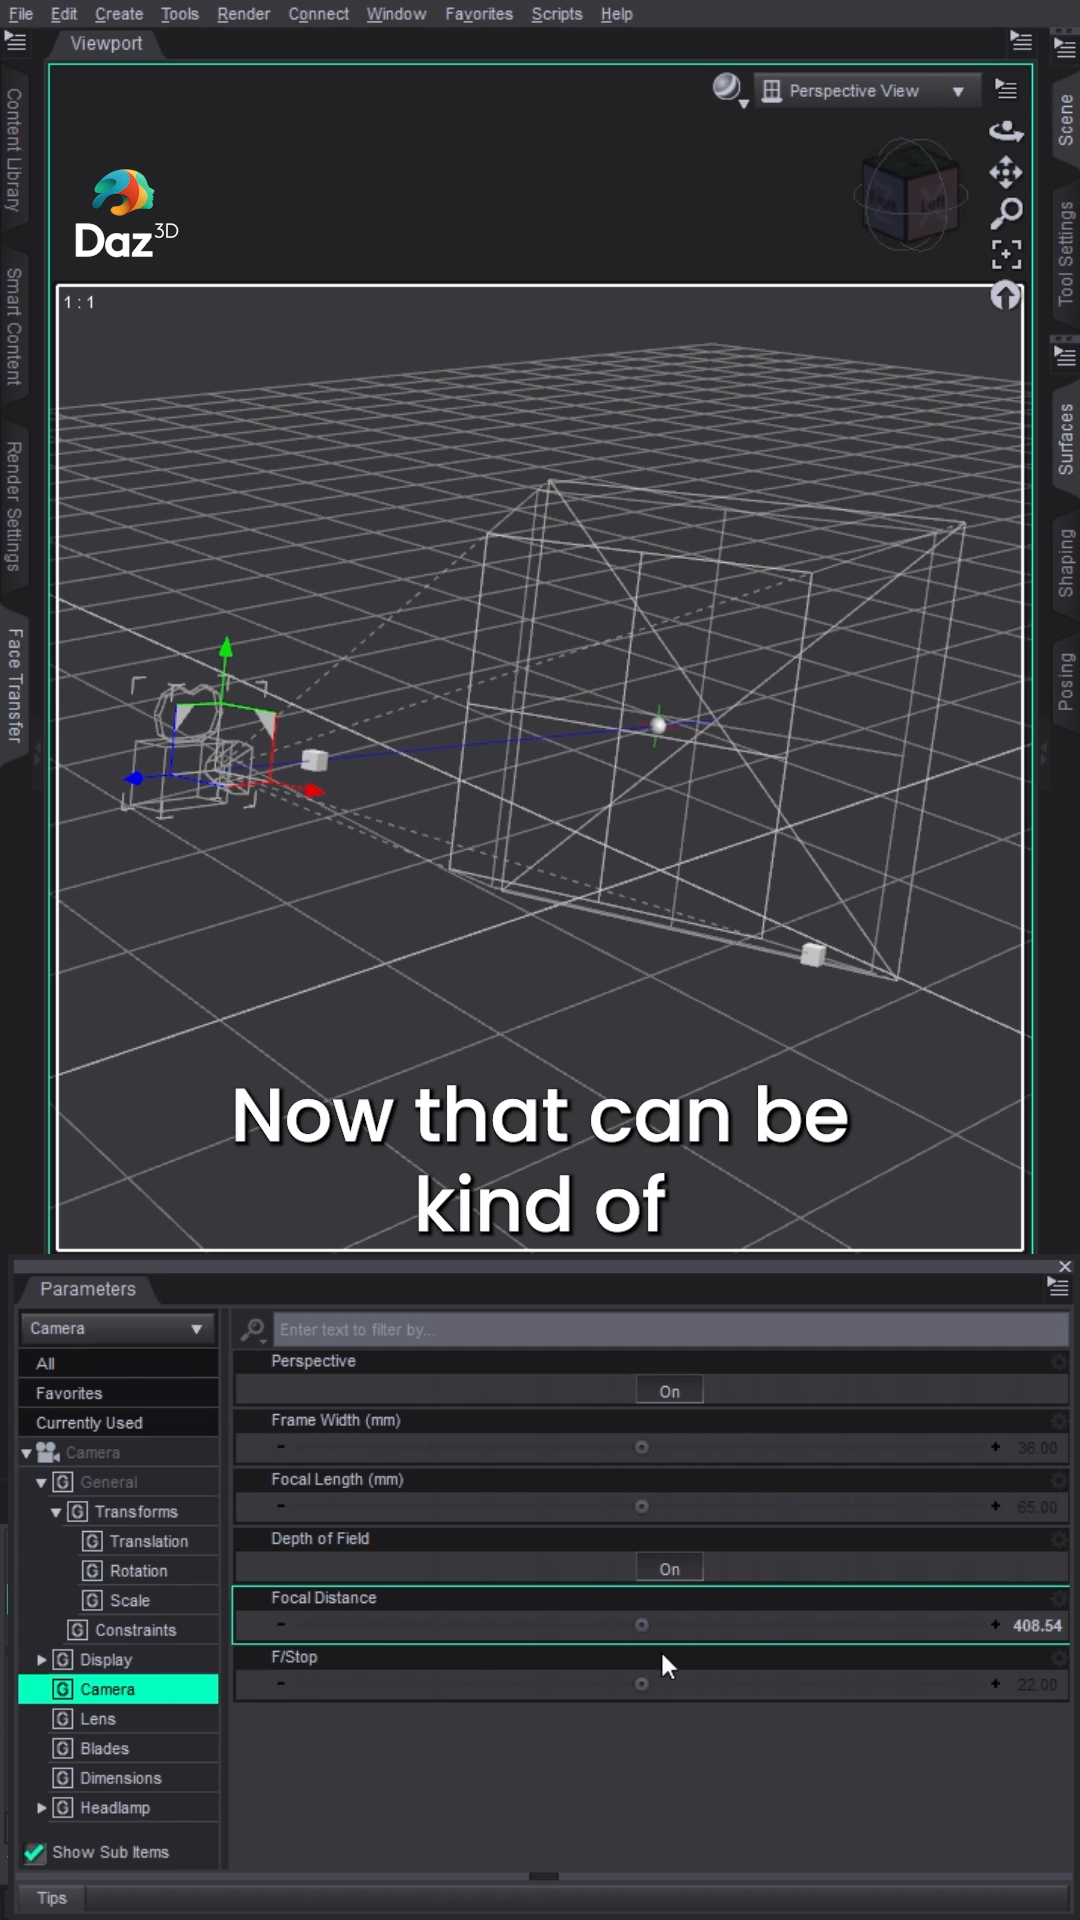 File Edit Create Tools Render Connect Window Favorites Scripts Help
Viewport
Perspective View
Content Library
Smart Content
Render Settings
Face Transfer
Scene
Tool Settings
Surfaces
Shaping
Posing
Left
Daz 3D
1 : 1
Now that can be
kind of
Parameters
Camera
Enter text to filter by...
All
Favorites
Currently Used
Camera
General
Transforms
Translation
Rotation
Scale
Constraints
Display
Camera
Lens
Blades
Dimensions
Headlamp
Show Sub Items
Perspective
On
Frame Width (mm)
- + 36.00
Focal Length (mm)
- + 65.00
Depth of Field
On
Focal Distance
- + 408.54
F/Stop
- + 22.00
Tips